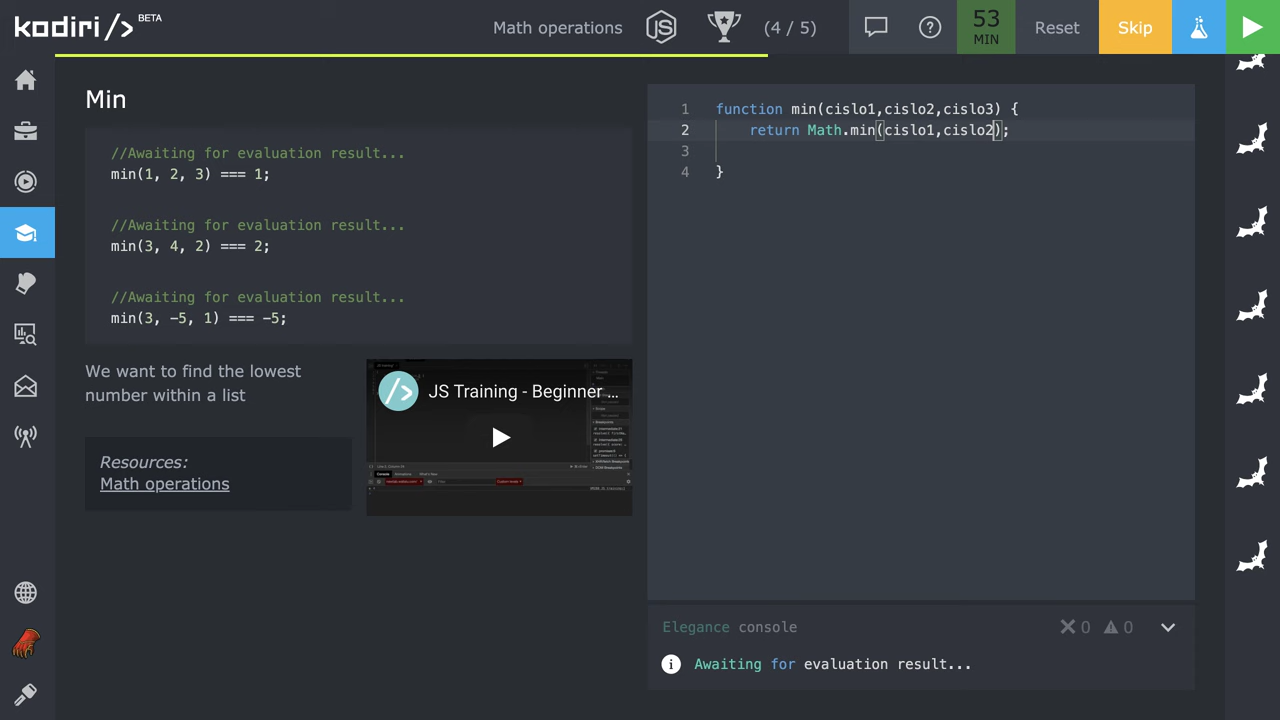 kodiri BETA
Math operations
(4 / 5)
53 MIN
Reset
Skip
Min
//Awaiting for evaluation result...
min(1, 2, 3) === 1;
//Awaiting for evaluation result...
min(3, 4, 2) === 2;
//Awaiting for evaluation result...
min(3, -5, 1) === -5;
We want to find the lowest
number within a list
Resources:
Math operations
JS Training - Beginner ...
1 function min(cislo1,cislo2,cislo3) {
2 return Math.min(cislo1,cislo2);
3
4 }
Elegance console
0
0
Awaiting for evaluation result...